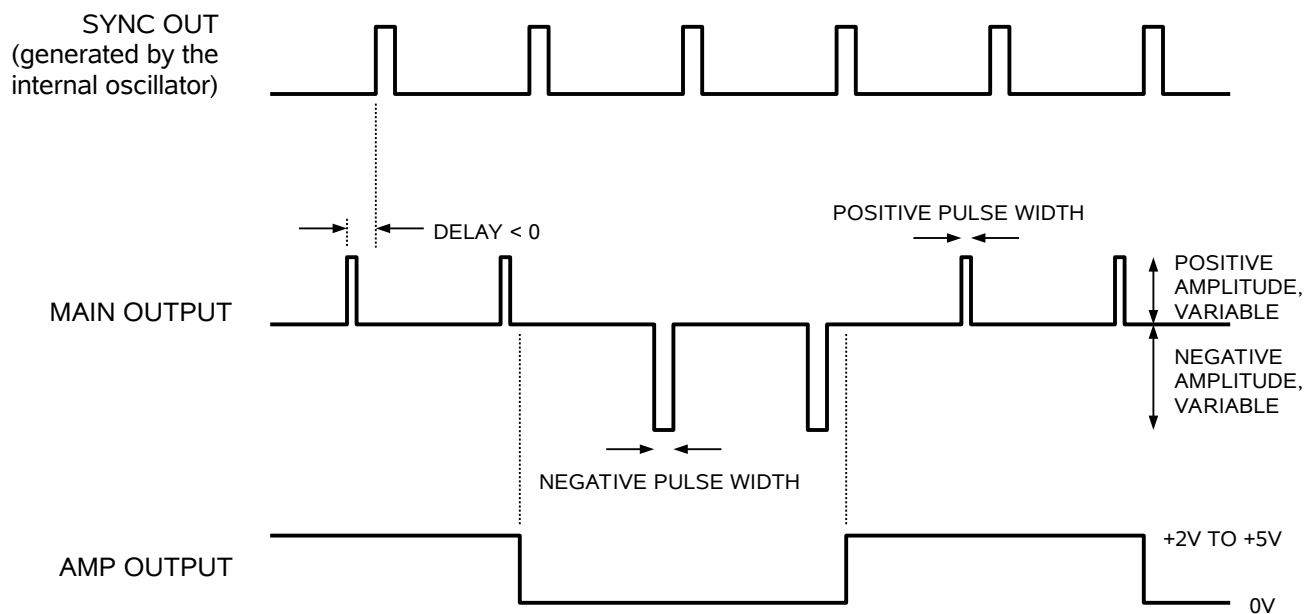 SYNC OUT
(generated by the
internal oscillator)
DELAY < 0
POSITIVE PULSE WIDTH
MAIN OUTPUT
POSITIVE
AMPLITUDE,
VARIABLE
NEGATIVE
AMPLITUDE,
VARIABLE
NEGATIVE PULSE WIDTH
AMP OUTPUT
+2V TO +5V
0V